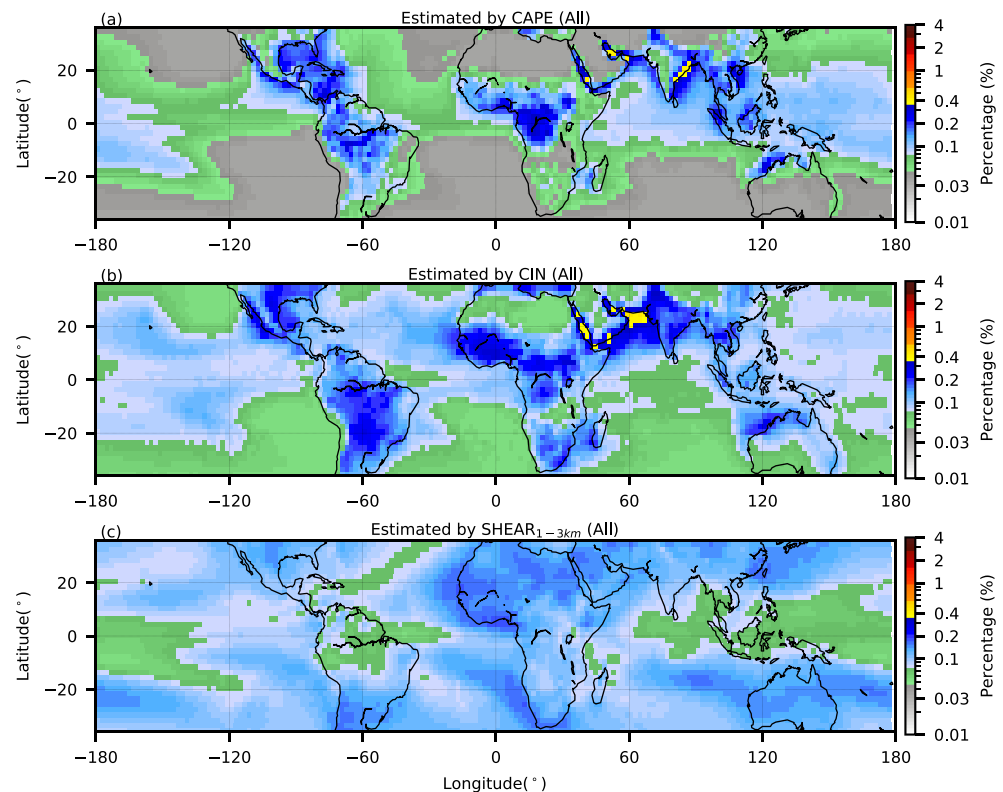 (a) Estimated by CAPE (All)
20
0
−20
Latitude(°)
−180 −120 −60 0 60 120 180
4
2
1
0.4
0.2
0.1
0.03
0.01
Percentage (%)
(b) Estimated by CIN (All)
20
0
−20
Latitude(°)
−180 −120 −60 0 60 120 180
4
2
1
0.4
0.2
0.1
0.03
0.01
Percentage (%)
(c) Estimated by SHEAR1−3km (All)
20
0
−20
Latitude(°)
−180 −120 −60 0 60 120 180
Longitude(°)
4
2
1
0.4
0.2
0.1
0.03
0.01
Percentage (%)